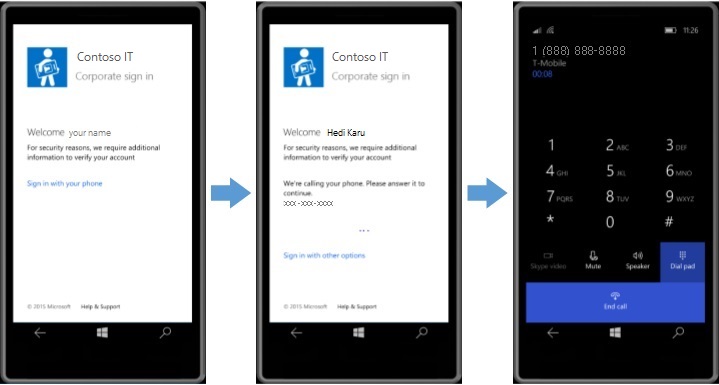 Contoso IT
Corporate sign in
Welcome your name
For security reasons, we require additional
information to verify your account
Sign in with your phone
© 2015 Microsoft Help & Support
Contoso IT
Corporate sign in
Welcome Hedi Karu
For security reasons, we require additional
information to verify your account
We're calling your phone. Please answer it to
continue.
xxx-xxx-xxxx
Sign in with other options
© 2015 Microsoft Help & Support
11:26
1 (888) 888-8888
T-Mobile
00:08
1 2 ABC 3 DEF
4 GHI 5 JKL 6 MNO
7 PQRS 8 TUV 9 WXYZ
* 0 #
Skype video Mute Speaker Dial pad
End call